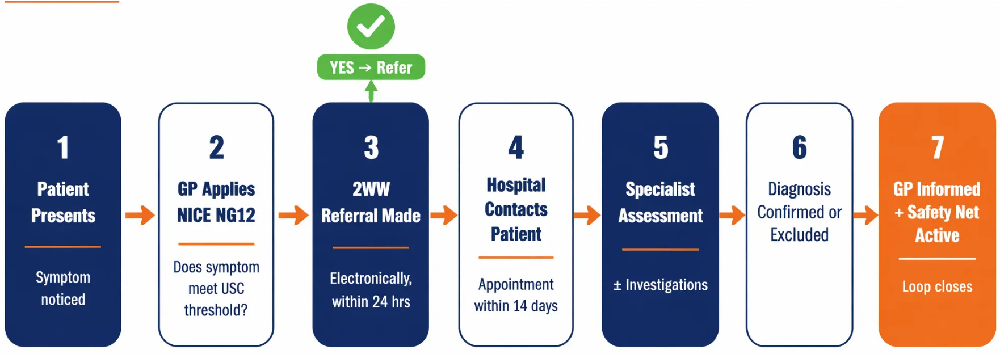 YES → Refer
1
Patient
Presents
Symptom
noticed
2
GP Applies
NICE NG12
Does symptom
meet USC
threshold?
3
2WW
Referral Made
Electronically,
within 24 hrs
4
Hospital
Contacts
Patient
Appointment
within 14 days
5
Specialist
Assessment
± Investigations
6
Diagnosis
Confirmed or
Excluded
7
GP Informed
+ Safety Net
Active
Loop closes